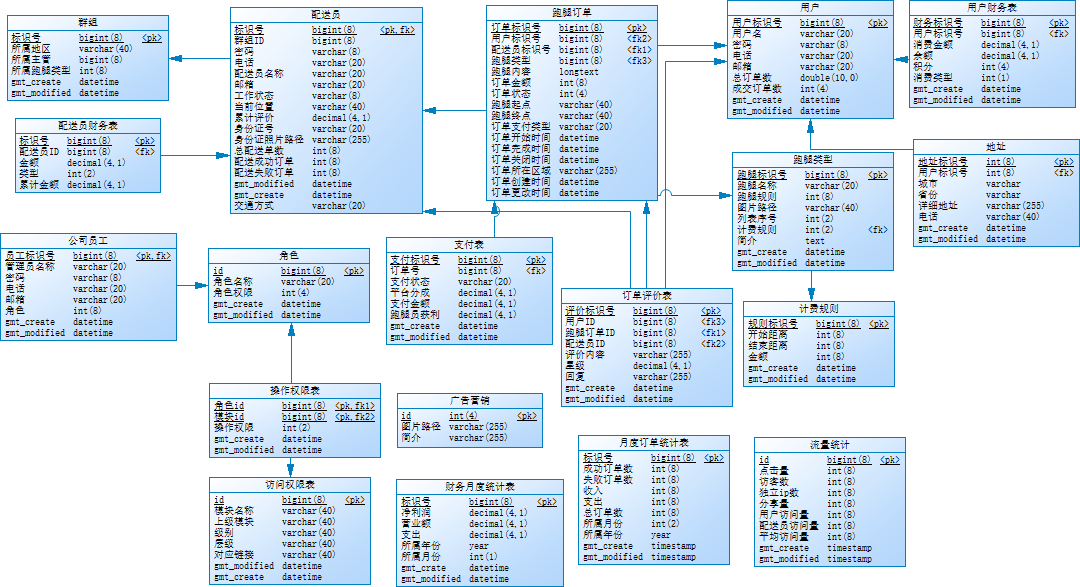 群组
标识号 bigint(8) <pk>
所属地区 varchar(40)
所属主管 bigint(8)
所属跑腿类型 int(8)
gmt_create datetime
gmt_modified datetime
配送员
标识号 bigint(8) <pk,fk>
群组ID bigint(8)
密码 varchar(8)
电话 varchar(20)
配送员名称 varchar(20)
邮箱 varchar(20)
工作状态 varchar(8)
当前位置 varchar(40)
累计评价 decimal(4,1)
身份证号 varchar(20)
身份证照片路径 varchar(255)
总配送单数 int(8)
配送成功订单 int(8)
配送失败订单 int(8)
gmt_modified datetime
gmt_create datetime
交通方式 varchar(20)
跑腿订单
订单标识号 bigint(8) <pk>
用户标识号 bigint(8) <fk2>
配送员标识号 bigint(8) <fk1>
跑腿类型 bigint(8) <fk3>
跑腿内容 longtext
订单金额 int(8)
订单状态 int(4)
跑腿起点 varchar(40)
跑腿终点 varchar(40)
订单支付类型 varchar(20)
订单开始时间 datetime
订单完成时间 datetime
订单关闭时间 datetime
订单所在区域 varchar(255)
订单创建时间 datetime
订单更改时间 datetime
用户
用户标识号 bigint(8) <pk>
用户名 varchar(20)
密码 varchar(8)
电话 varchar(20)
邮箱 varchar(20)
积分 int(4)
总订单数 double(10,0)
成交订单数 int(4)
gmt_create datetime
gmt_modified datetime
用户财务表
财务标识号 bigint(8) <pk>
用户标识号 bigint(8) <fk>
消费金额 decimal(4,1)
余额 decimal(4,1)
积分 int(4)
消费类型 int(1)
gmt_create datetime
gmt_modified datetime
配送员财务表
标识号 bigint(8) <pk>
配送员ID bigint(8) <fk>
金额 decimal(4,1)
类型 int(2)
累计金额 decimal(4,1)
跑腿类型
跑腿标识号 bigint(8) <pk>
跑腿名称 varchar(20)
跑腿规则 int(8)
图片路径 varchar(40)
列表序号 int(2)
计费规则 int(2) <fk>
简介 text
gmt_create datetime
gmt_modified datetime
地址
地址标识号 int(8) <pk>
用户标识号 int(8) <fk>
城市 varchar
省份 varchar
详细地址 varchar(255)
电话 varchar(40)
gmt_create datetime
gmt_modified datetime
公司员工
员工标识号 bigint(8) <pk,fk>
管理员名称 varchar(20)
密码 varchar(8)
电话 varchar(20)
邮箱 varchar(20)
角色 int(8)
gmt_create datetime
gmt_modified datetime
角色
id bigint(8) <pk>
角色名称 varchar(20)
角色权限 int(4)
gmt_create datetime
gmt_modified datetime
支付表
支付标识号 bigint(8) <pk>
订单号 bigint(8) <fk>
支付状态 varchar(20)
平台分成 decimal(4,1)
支付金额 decimal(4,1)
跑腿员获利 decimal(4,1)
gmt_create datetime
gmt_modified datetime
订单评价表
评价标识号 bigint(8) <pk>
用户ID bigint(8) <fk3>
跑腿订单ID bigint(8) <fk1>
配送员ID bigint(8) <fk2>
评价内容 varchar(255)
星级 decimal(4,1)
回复 varchar(255)
gmt_create datetime
gmt_modified datetime
计费规则
规则标识号 bigint(8) <pk>
开始距离 int(8)
结束距离 int(8)
金额 int(8)
gmt_create datetime
gmt_modified datetime
操作权限表
角色id bigint(8) <pk,fk1>
模块id bigint(8) <pk,fk2>
操作权限 int(2)
gmt_create datetime
gmt_modified datetime
广告营销
id int(4) <pk>
图片路径 varchar(255)
简介 varchar(255)
访问权限表
id bigint(8) <pk>
模块名称 varchar(40)
上级模块 varchar(40)
级别 varchar(40)
层级 varchar(40)
对应链接 varchar(40)
gmt_modified datetime
gmt_create datetime
财务月度统计表
标识号 bigint(8) <pk>
净利润 decimal(4,1)
营业额 decimal(4,1)
支出 decimal(4,1)
所属年份 year
所属月份 int(1)
gmt_create datetime
gmt_modified datetime
月度订单统计表
标识号 bigint(8) <pk>
成功订单数 int(8)
失败订单数 int(8)
收入 int(8)
支出 int(8)
总订单数 int(8)
所属月份 int(2)
所属年份 year
gmt_create timestamp
gmt_modified timestamp
流量统计
id bigint(8) <pk>
点击量 int(8)
访客数 int(8)
独立ip数 int(8)
分享量 int(8)
用户访问量 int(8)
配送员访问量 int(8)
平均访问量 int(8)
gmt_create timestamp
gmt_modified timestamp